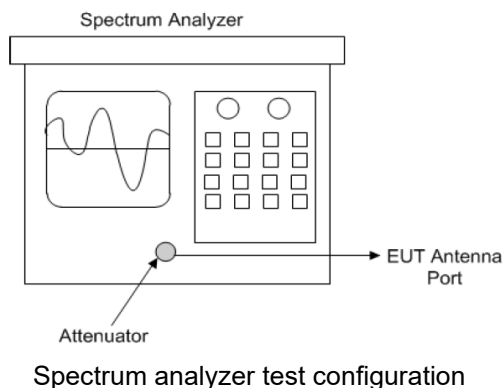 Spectrum Analyzer
EUT Antenna
Port
Attenuator
Spectrum analyzer test configuration